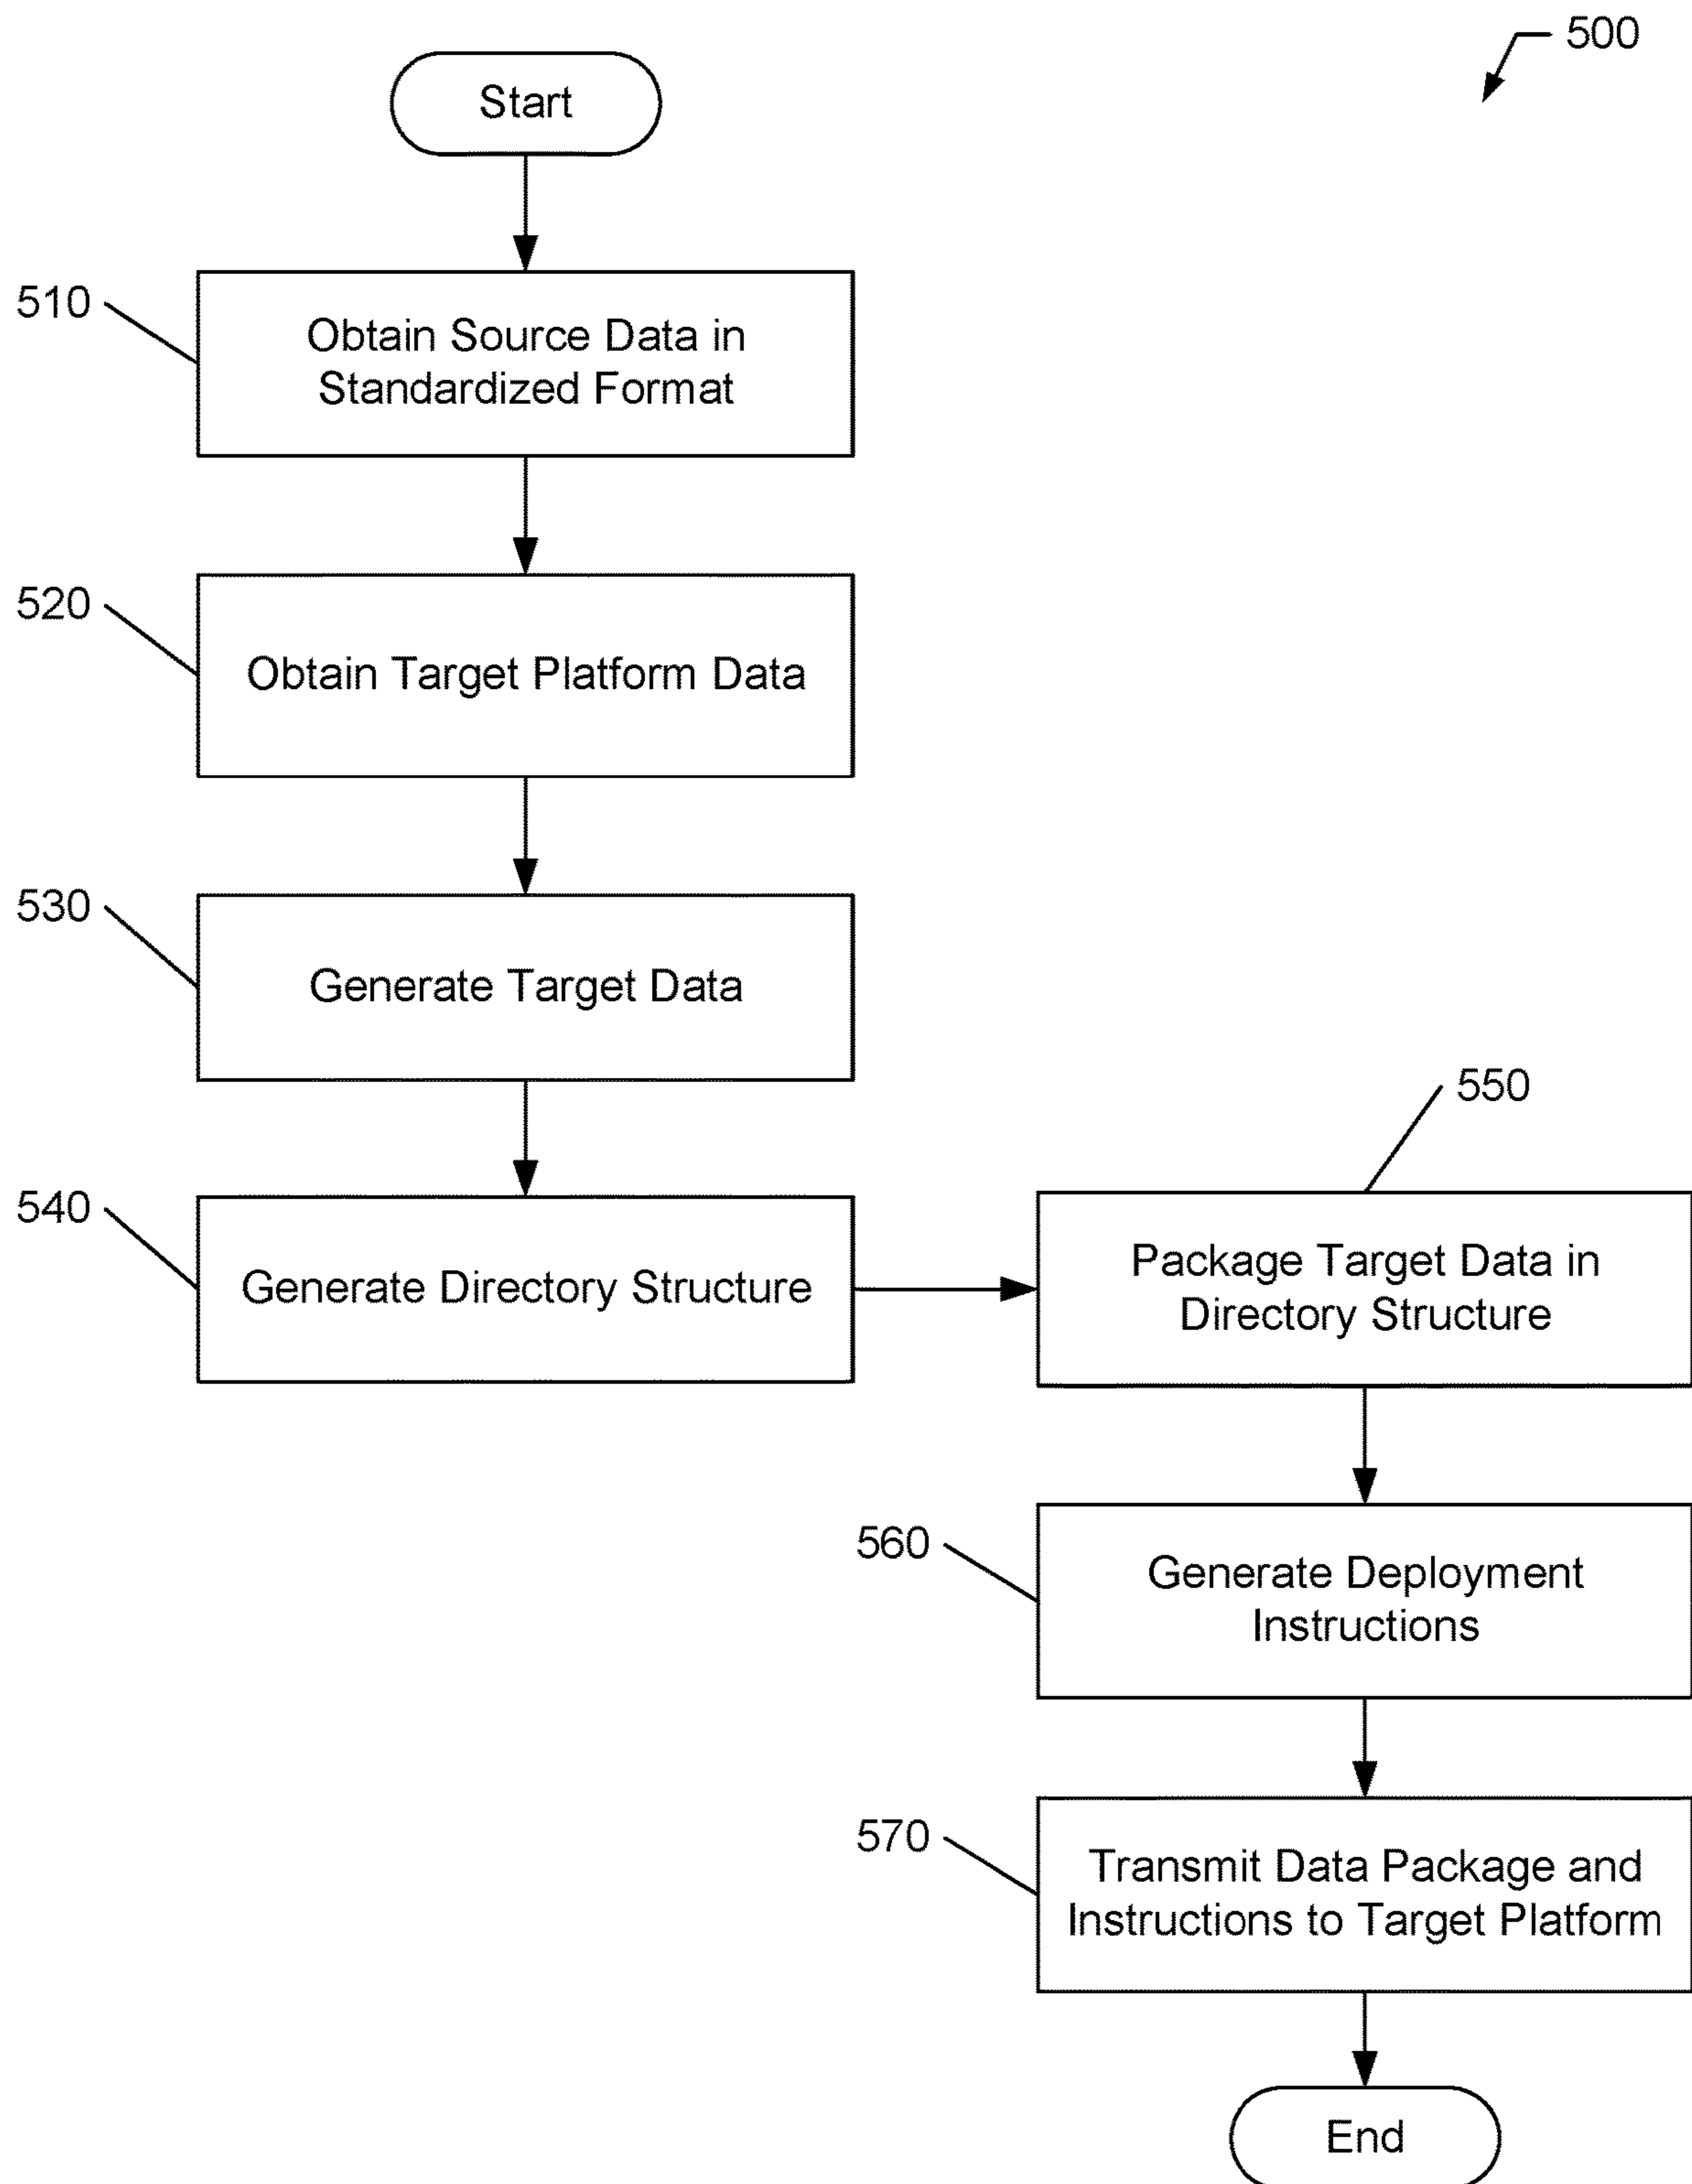 500
Start
510
Obtain Source Data in
Standardized Format
520
Obtain Target Platform Data
530
Generate Target Data
540
Generate Directory Structure
550
Package Target Data in
Directory Structure
560
Generate Deployment
Instructions
570
Transmit Data Package and
Instructions to Target Platform
End